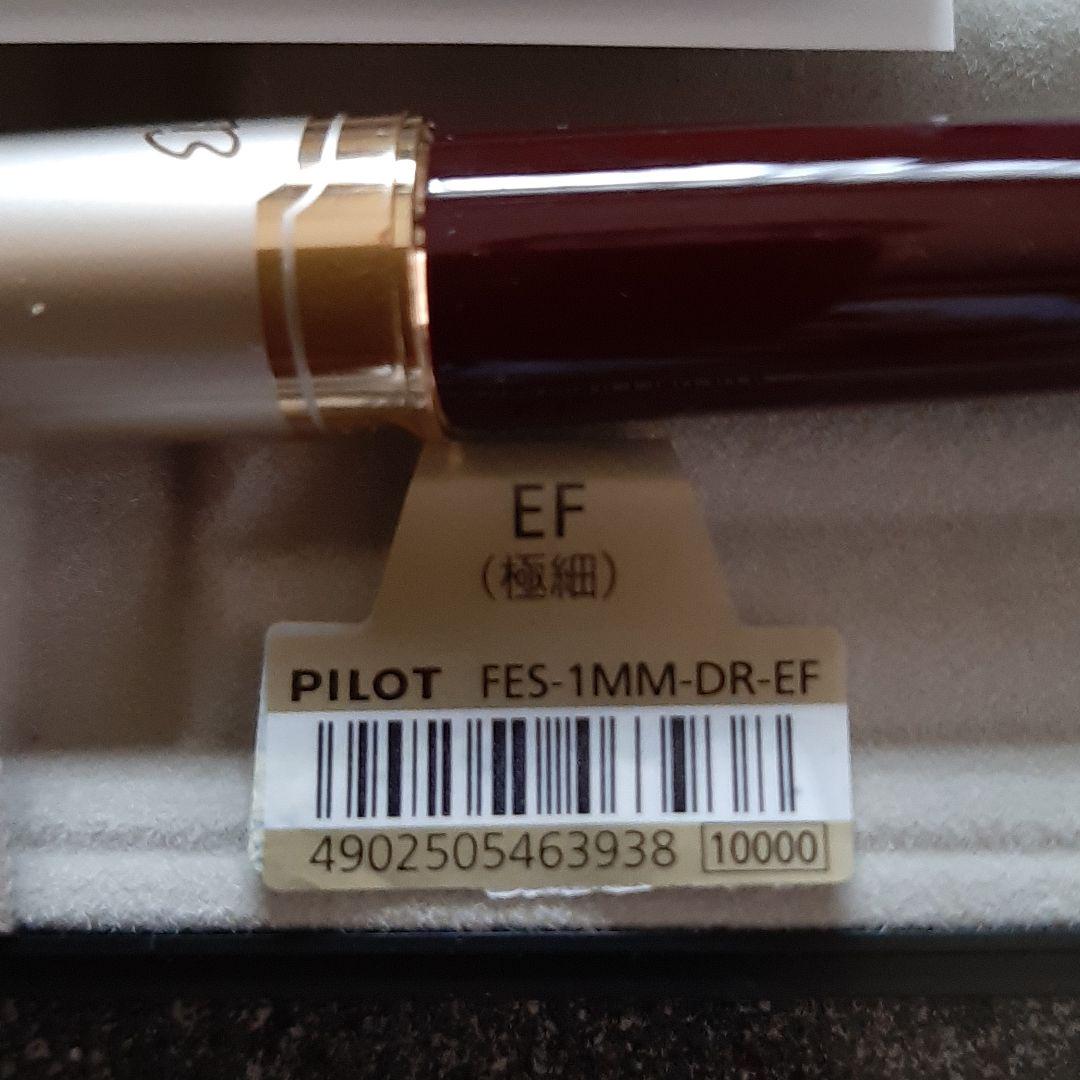 EF
(極細)
PILOT FES-1MM-DR-EF
4902505463938 10000